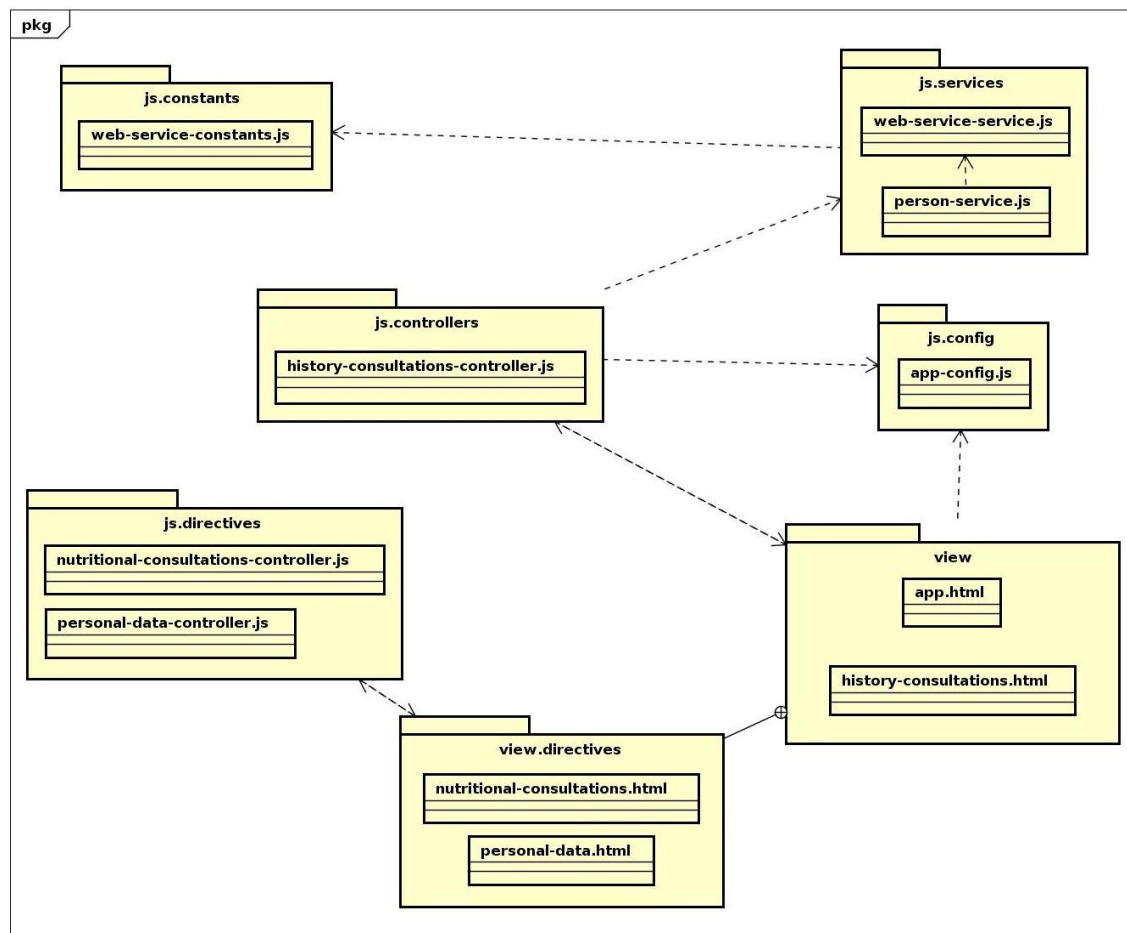 pkg
js.constants
web-service-constants.js
js.services
web-service-service.js
person-service.js
js.controllers
history-consultations-controller.js
js.config
app-config.js
js.directives
nutritional-consultations-controller.js
personal-data-controller.js
view
app.html
history-consultations.html
view.directives
nutritional-consultations.html
personal-data.html